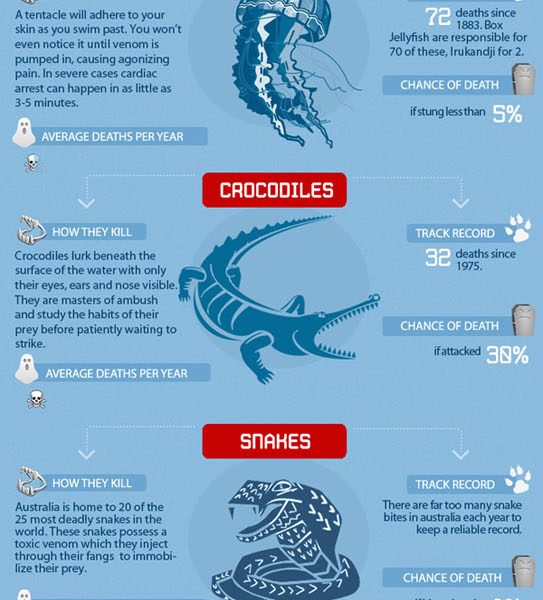 A tentacle will adhere to your
skin as you swim past. You won't
even notice it until venom is
pumped in, causing agonizing
pain. In severe cases cardiac
arrest can happen in as little as
3-5 minutes.
AVERAGE DEATHS PER YEAR
72 deaths since
1883. Box
Jellyfish are responsible for
70 of these, Irukandji for 2.
CHANCE OF DEATH
if stung less than 5%
CROCODILES
HOW THEY KILL
Crocodiles lurk beneath the
surface of the water with only
their eyes, ears and nose visible.
They are masters of ambush
and study the habits of their
prey before patiently waiting to
strike.
AVERAGE DEATHS PER YEAR
TRACK RECORD
32 deaths since
1975.
CHANCE OF DEATH
if attacked 30%
SNAKES
HOW THEY KILL
Australia is home to 20 of the
25 most deadly snakes in the
world. These snakes possess a
toxic venom which they inject
through their fangs to immobi-
lize their prey.
TRACK RECORD
There are far too many snake
bites in australia each year to
keep a reliable record.
CHANCE OF DEATH